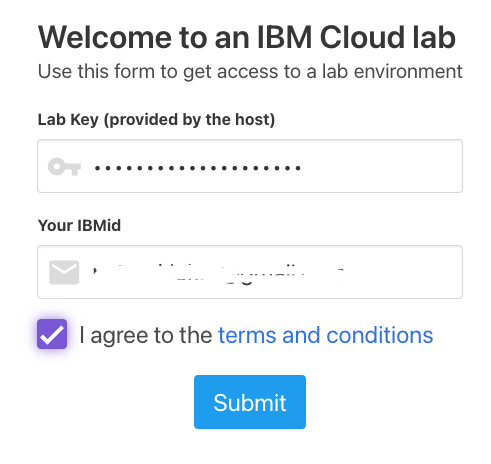 Welcome to an IBM Cloud lab
Use this form to get access to a lab environment
Lab Key (provided by the host)
••••••••••••••••••••
Your IBMid
I agree to the terms and conditions
Submit